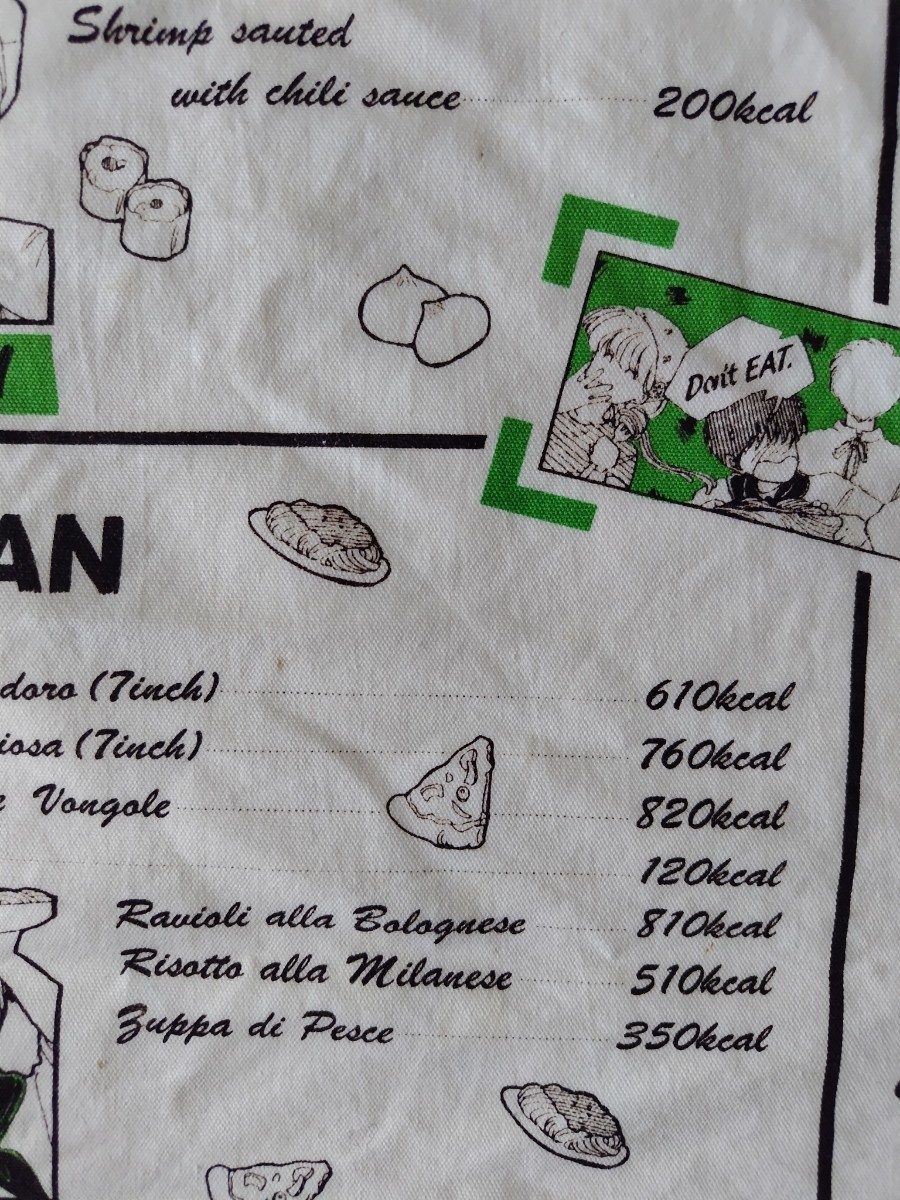 Shrimp sauted
with chili sauce 200kcal
Don't EAT.
AN
doro (7inch) 610kcal
iosa (7inch) 760kcal
Vongole 820kcal
120kcal
Ravioli alla Bolognese 810kcal
Risotto alla Milanese 510kcal
Zuppa di Pesce 350kcal